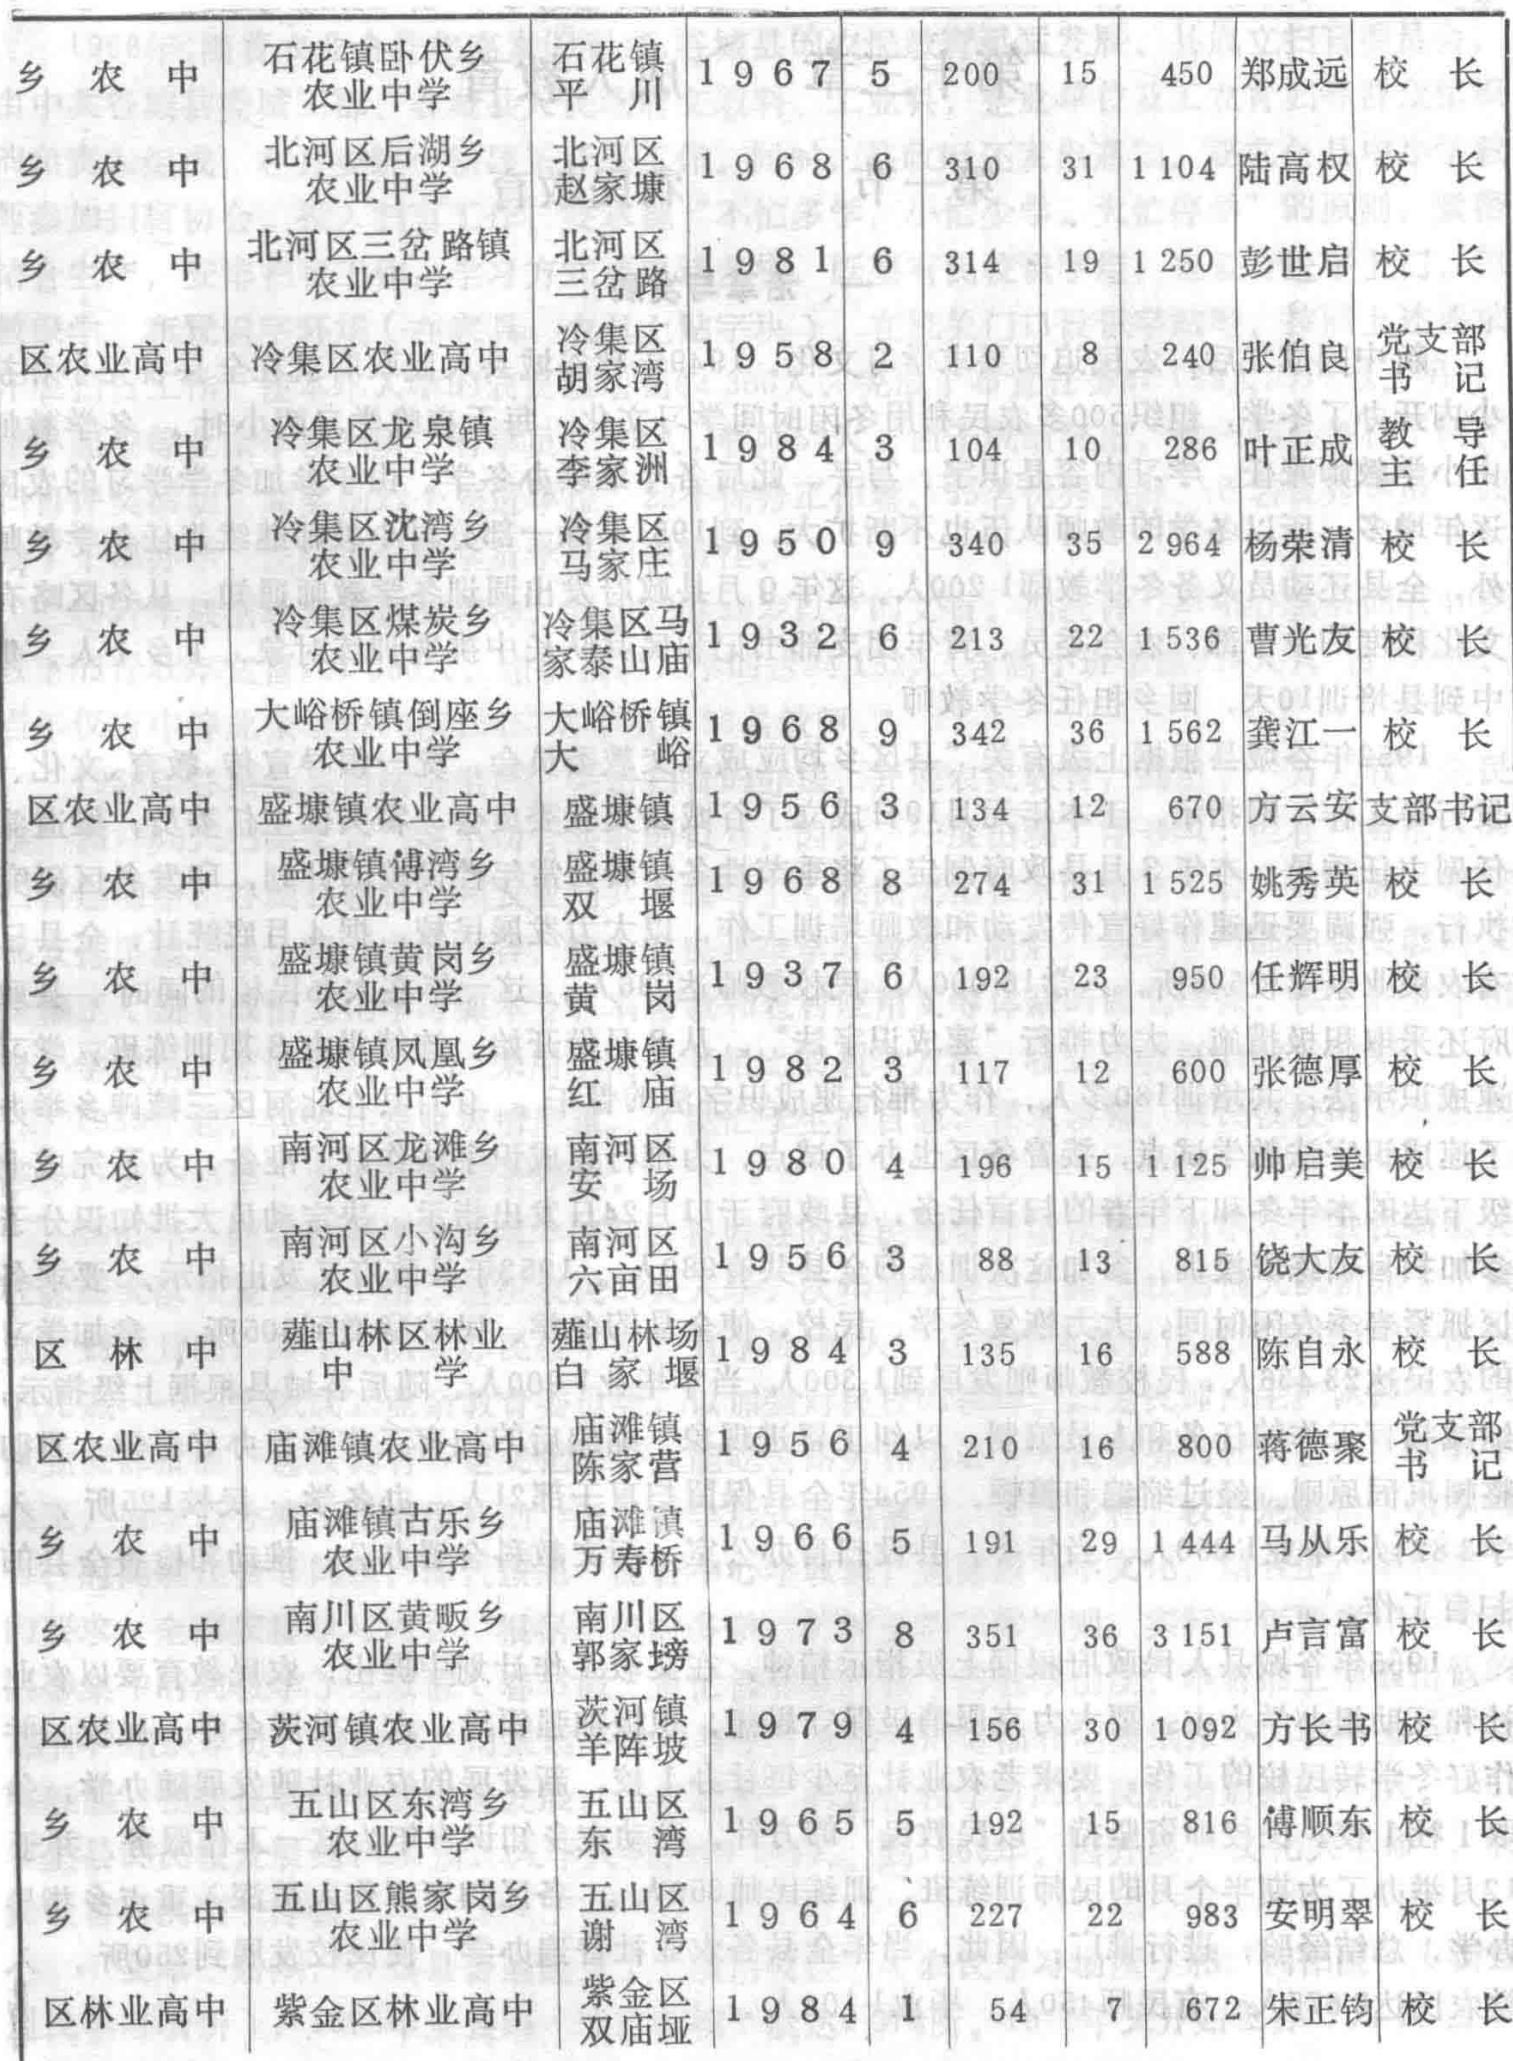 乡农中 石花镇卧伏乡农业中学 石花镇平川 1967 5 200 15 450 郑成远 校长
乡农中 北河区后湖乡农业中学 北河区赵家㙇 1968 6 310 31 1104 陆高权 校长
乡农中 北河区三岔路镇农业中学 北河区三岔路 1981 6 314 19 1250 彭世启 校长
区农业高中 冷集区农业高中 冷集区胡家湾 1958 2 110 8 240 张伯良 党支部书记
乡农中 冷集区龙泉镇农业中学 冷集区李家洲 1984 3 104 10 286 叶正成 教导主任
乡农中 冷集区沈湾乡农业中学 冷集区马家庄 1950 9 340 35 2964 杨荣清 校长
乡农中 冷集区煤炭乡农业中学 冷集区马家泰山庙 1932 6 213 22 1536 曹光友 校长
乡农中 大峪桥镇倒座乡农业中学 大峪桥镇大峪 1968 9 342 36 1562 龚江一 校长
区农业高中 盛㙇镇农业高中 盛㙇镇 1956 3 134 12 670 方云安 支部书记
乡农中 盛㙇镇傅湾乡农业中学 盛㙇镇双堰 1968 8 274 31 1525 姚秀英 校长
乡农中 盛㙇镇黄岗乡农业中学 盛㙇镇黄岗 1937 6 192 23 950 任辉明 校长
乡农中 盛㙇镇凤凰乡农业中学 盛㙇镇红庙 1982 3 117 12 600 张德厚 校长
乡农中 南河区龙滩乡农业中学 南河区安场 1980 4 196 15 1125 帅启美 校长
乡农中 南河区小沟乡农业中学 南河区六亩田 1956 3 88 13 815 饶大友 校长
区林中 薤山林区林业中学 薤山林场白家堰 1984 3 135 16 588 陈自永 校长
区农业高中 庙滩镇农业高中 庙滩镇陈家营 1956 4 210 16 800 蒋德聚 党支部书记
乡农中 庙滩镇古乐乡农业中学 庙滩镇万寿桥 1966 5 191 29 1444 马从乐 校长
乡农中 南川区黄畈乡农业中学 南川区郭家塝 1973 8 351 36 3151 卢言富 校长
区农业高中 茨河镇农业高中 茨河镇羊阵坡 1979 4 156 30 1092 方长书 校长
乡农中 五山区东湾乡农业中学 五山区东湾 1965 5 192 15 816 傅顺东 校长
乡农中 五山区熊家岗乡农业中学 五山区谢湾 1964 6 227 22 983 安明翠 校长
区林业高中 紫金区林业高中 紫金区双庙垭 1984 1 54 7 672 朱正钧 校长